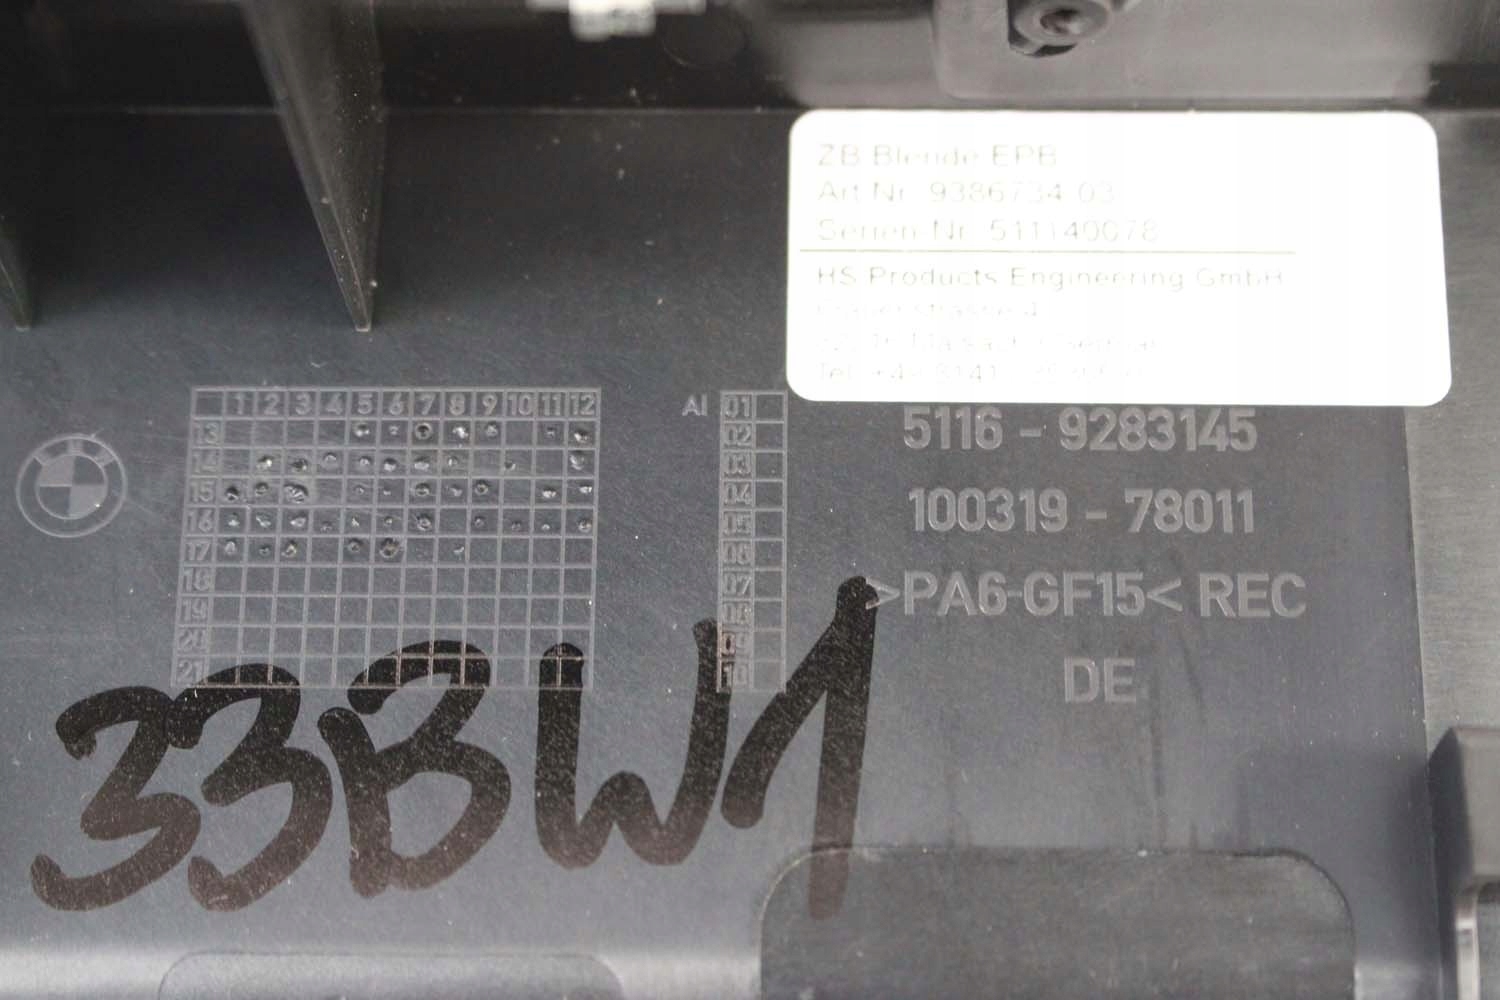 ZB Blende EPB
Art Nr. 9386734-03
Serien-Nr. 511140078
HS Products Engineering GmbH
1 2 3 4 5 6 7 8 9 10 11 12
13
14
15
16
17
18
19
20
21
AI 01
02
03
04
05
06
07
08
09
10
5116 - 9283145
100319 - 78011
>PA6-GF15< REC
DE
33BW1